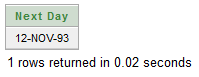 Next Day
12-NOV-93
1 rows returned in 0.02 seconds